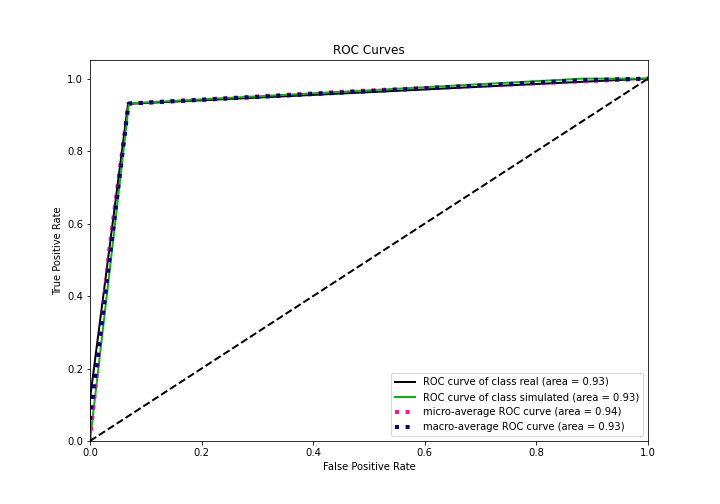 ROC Curves
True Positive Rate
1.0
0.8
0.6
0.4
0.2
0.0
0.0
0.2
0.4
0.6
0.8
1.0
False Positive Rate
ROC curve of class real (area = 0.93)
ROC curve of class simulated (area = 0.93)
micro-average ROC curve (area = 0.94)
macro-average ROC curve (area = 0.93)